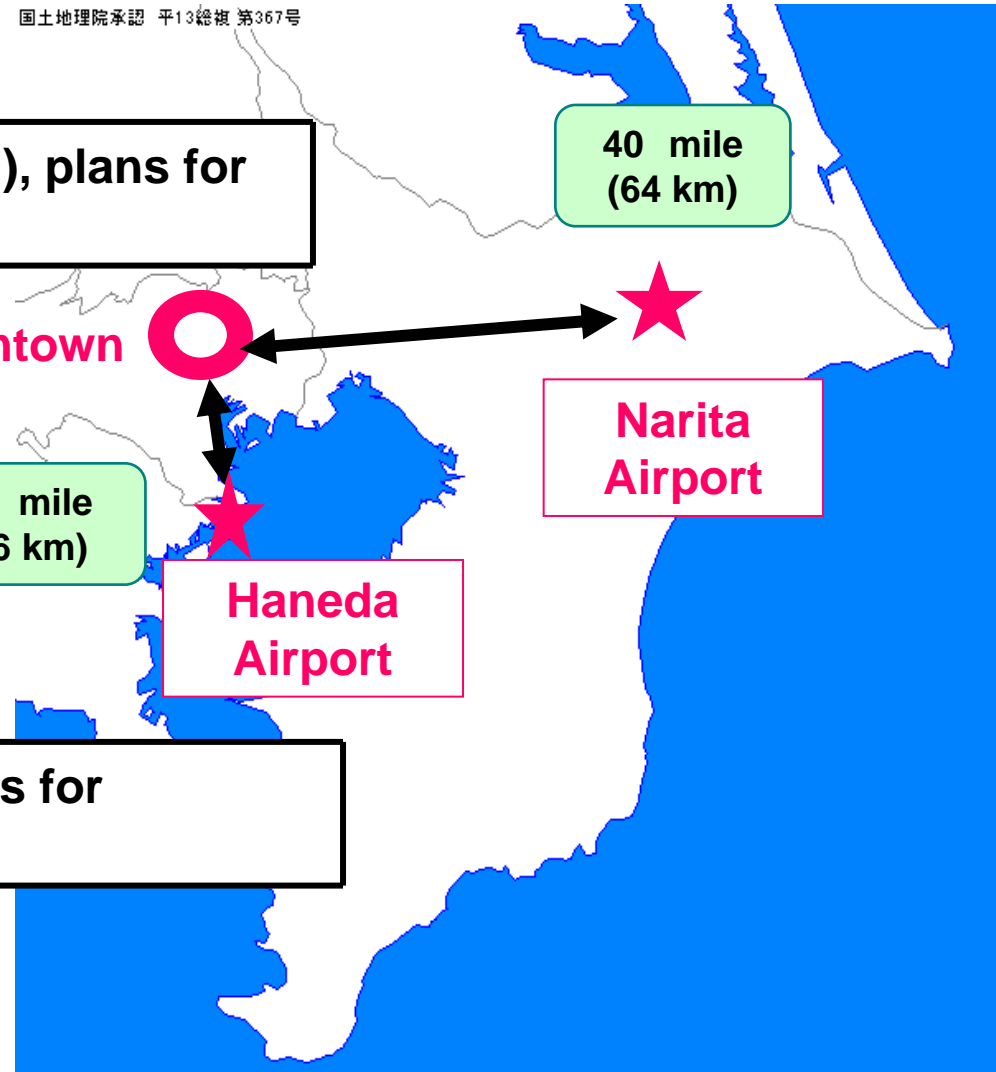 国土地理院承認 平13総複 第367号
), plans for
40 mile
(64 km)
ntown
Narita
Airport
mile
6 km)
Haneda
Airport
s for